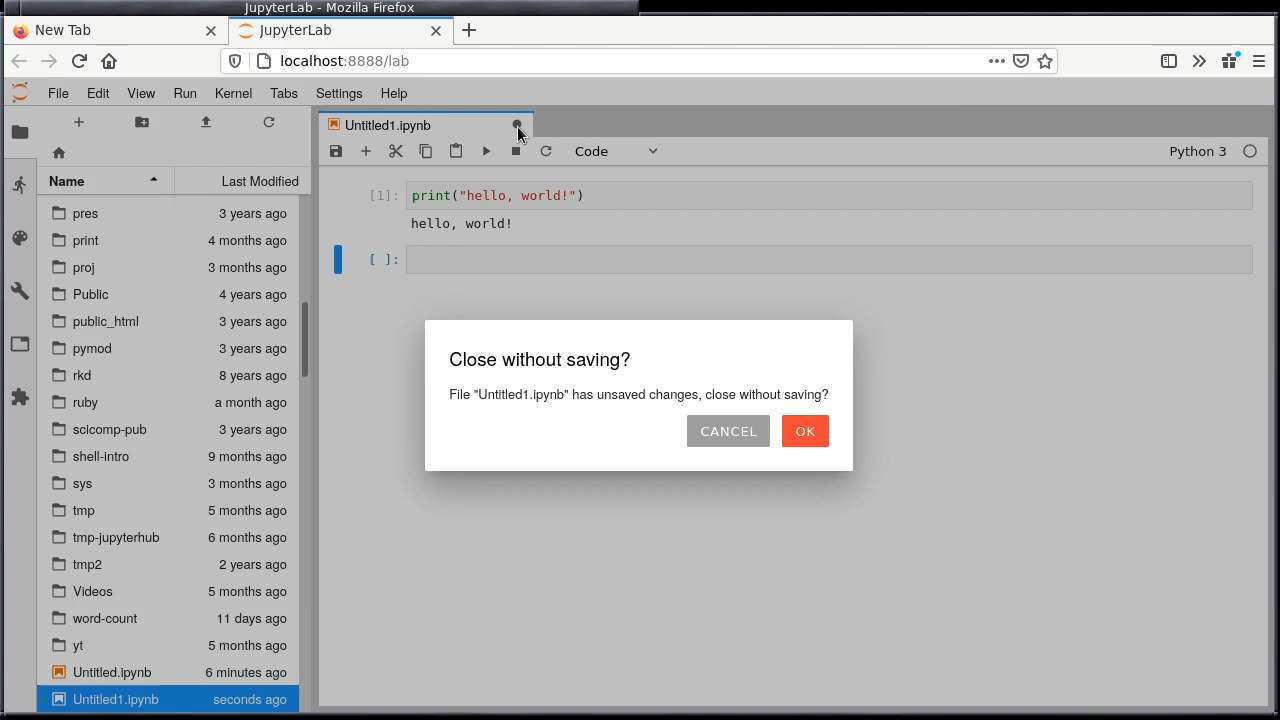 JupyterLab - Mozilla Firefox
New Tab
JupyterLab
localhost:8888/lab
File Edit View Run Kernel Tabs Settings Help
Name Last Modified
pres 3 years ago
print 4 months ago
proj 3 months ago
Public 4 years ago
public_html 3 years ago
pymod 3 years ago
rkd 8 years ago
ruby a month ago
scicomp-pub 3 years ago
shell-intro 9 months ago
sys 3 months ago
tmp 5 months ago
tmp-jupyterhub 6 months ago
tmp2 2 years ago
Videos 5 months ago
word-count 11 days ago
yt 5 months ago
Untitled.ipynb 6 minutes ago
Untitled1.ipynb seconds ago
Untitled1.ipynb
Code Python 3
[1]: print("hello, world!")
hello, world!
[ ]:
Close without saving?
File "Untitled1.ipynb" has unsaved changes, close without saving?
CANCEL OK